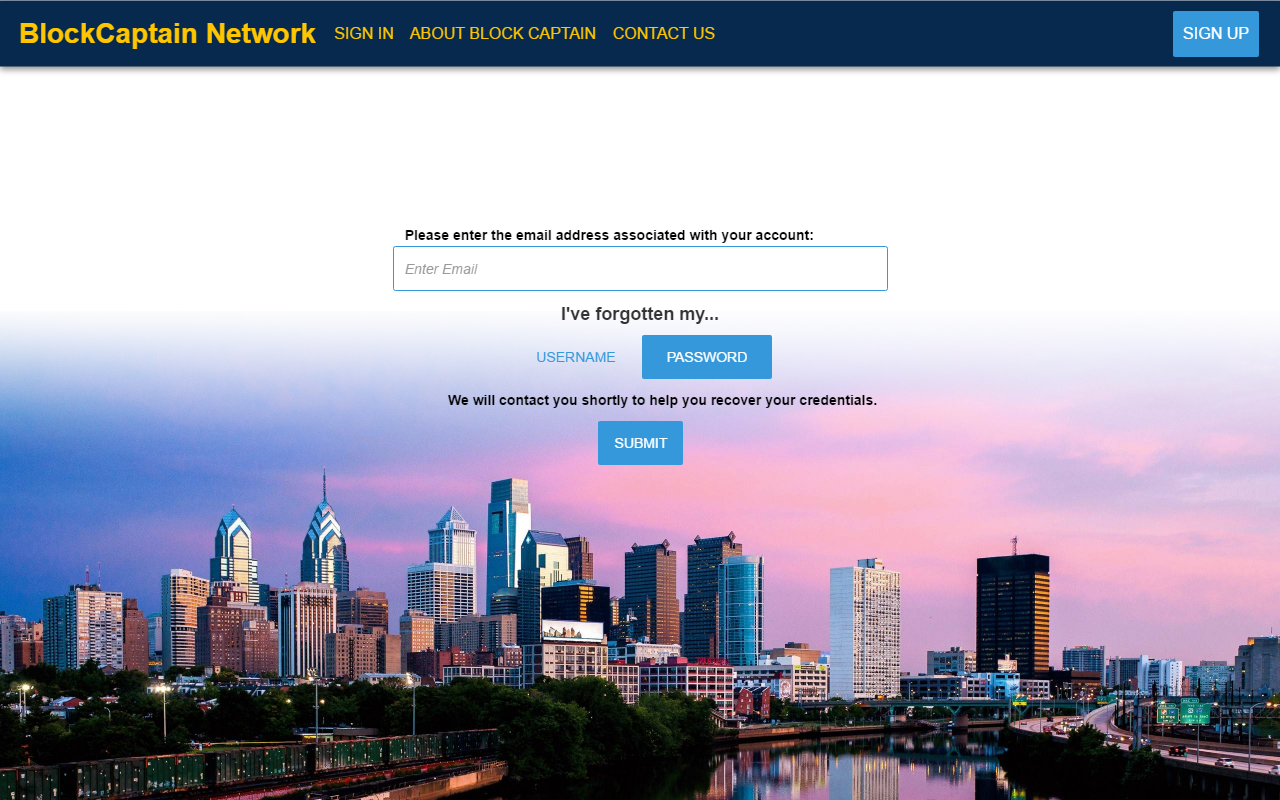 BlockCaptain Network SIGN IN ABOUT BLOCK CAPTAIN CONTACT US SIGN UP
Please enter the email address associated with your account:
Enter Email
I've forgotten my...
USERNAME PASSWORD
We will contact you shortly to help you recover your credentials.
SUBMIT